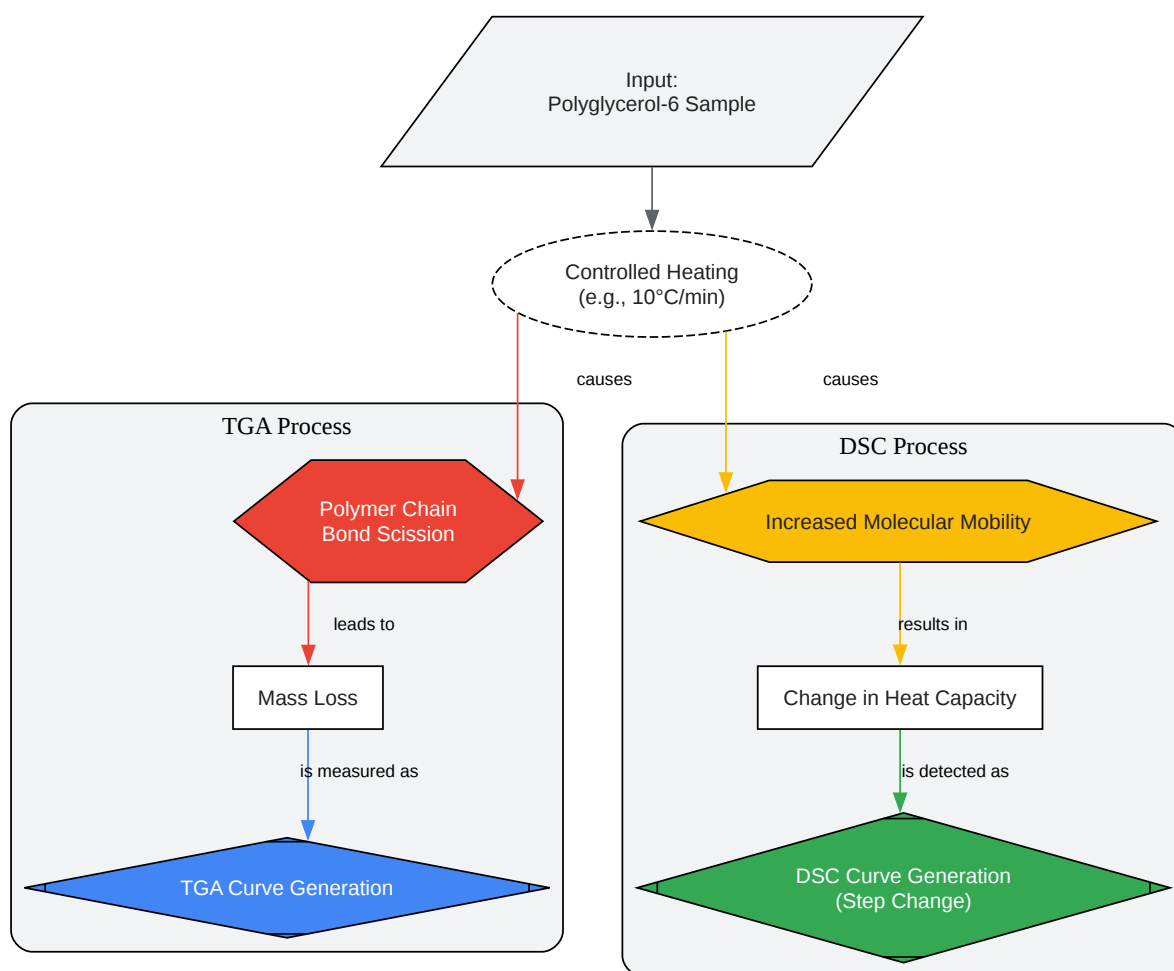 Input:
Polyglycerol-6 Sample
Controlled Heating
(e.g., 10°C/min)
causes
causes
TGA Process
Polymer Chain
Bond Scission
leads to
Mass Loss
is measured as
TGA Curve Generation
DSC Process
Increased Molecular Mobility
results in
Change in Heat Capacity
is detected as
DSC Curve Generation
(Step Change)